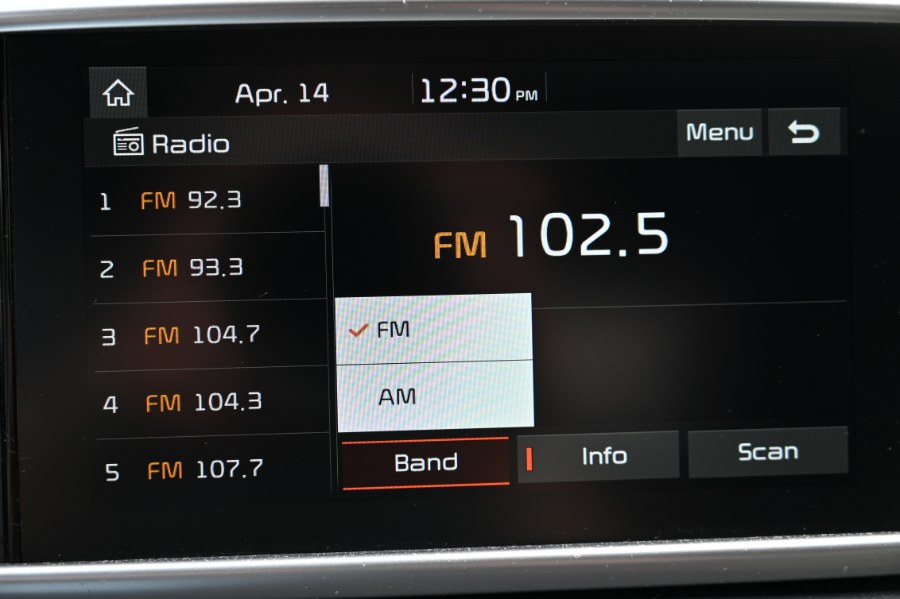 Apr. 14 12:30 PM
Radio Menu
1 FM 92.3
2 FM 93.3
3 FM 104.7
4 FM 104.3
5 FM 107.7
FM 102.5
FM
AM
Band Info Scan